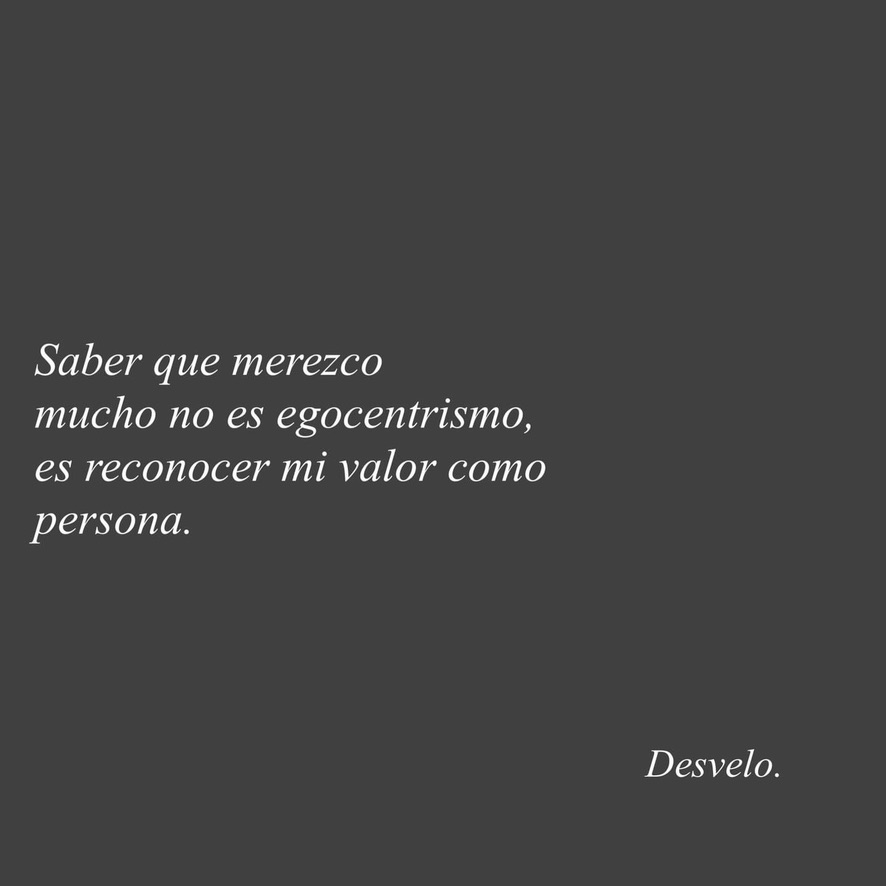 Saber que merezco
mucho no es egocentrismo,
es reconocer mi valor como
persona.
Desvelo.